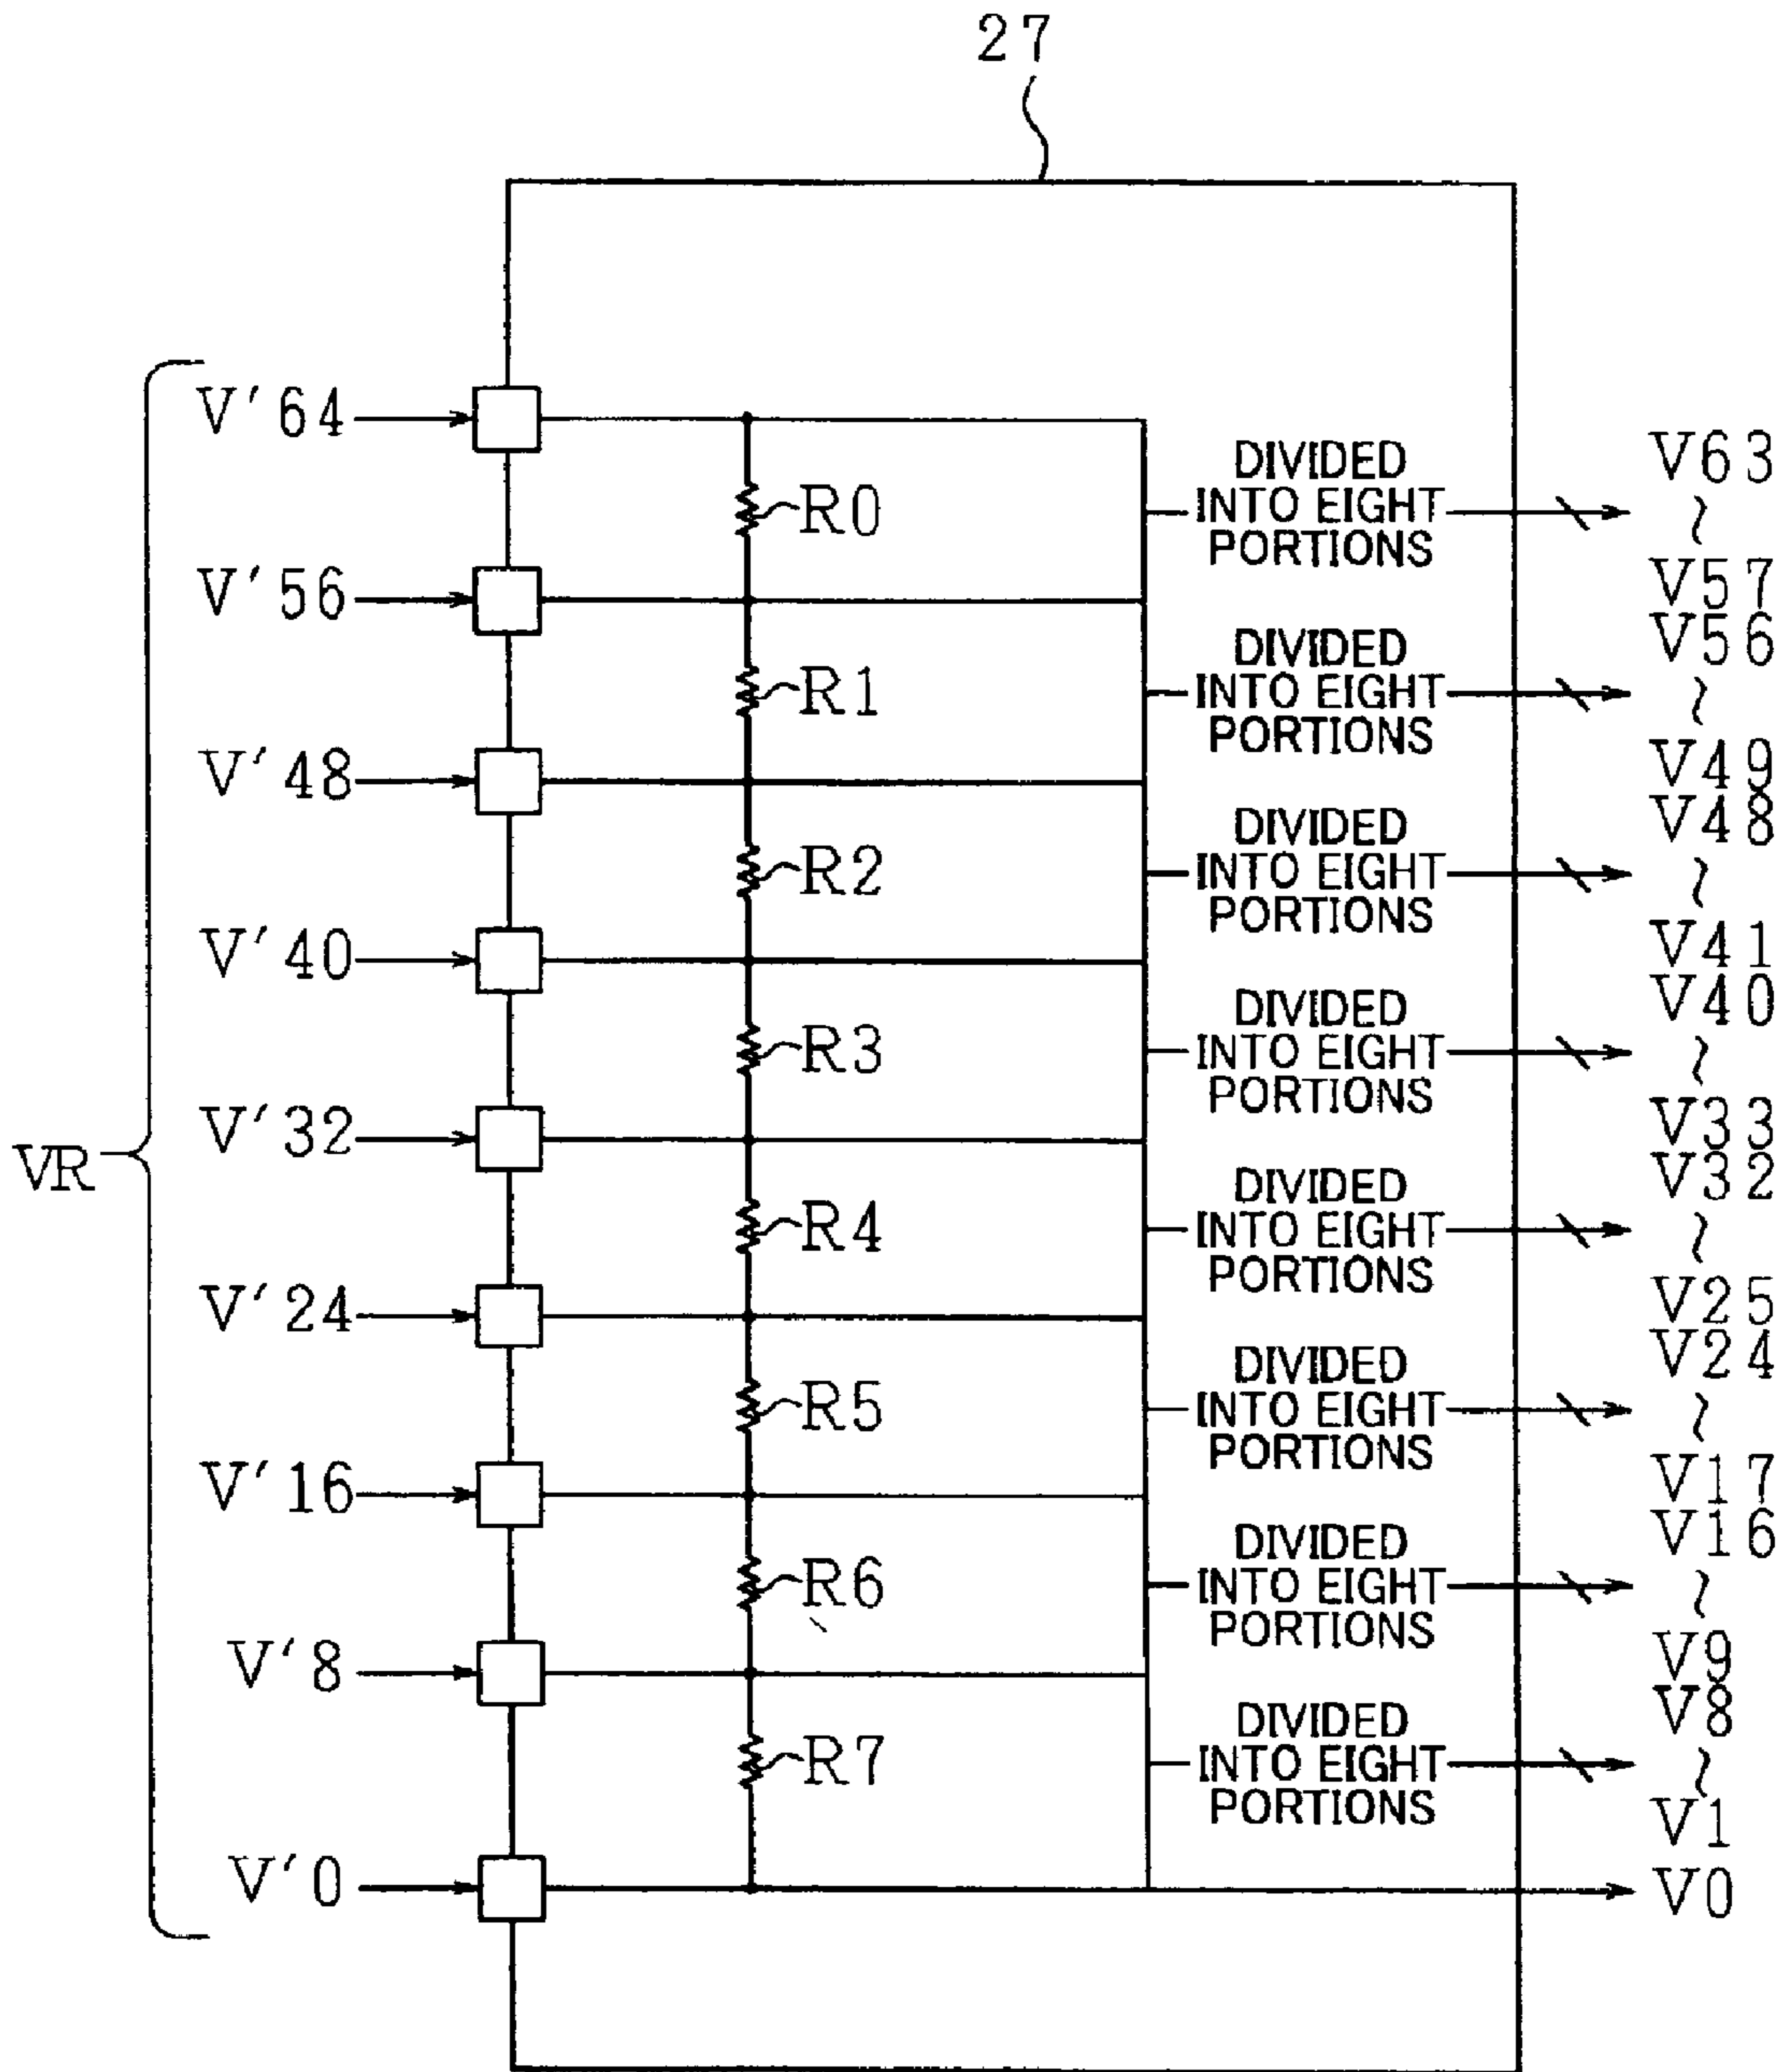 27
V'64
V63
DIVIDED
INTO EIGHT
PORTIONS
~
R0
V'56
V57
V56
DIVIDED
INTO EIGHT
PORTIONS
~
R1
V'48
V49
V48
DIVIDED
INTO EIGHT
PORTIONS
~
R2
V'40
V41
V40
DIVIDED
INTO EIGHT
PORTIONS
~
R3
V'32
V33
VR
V32
DIVIDED
INTO EIGHT
PORTIONS
~
R4
V'24
V25
V24
DIVIDED
INTO EIGHT
PORTIONS
~
R5
V'16
V17
V16
DIVIDED
INTO EIGHT
PORTIONS
~
R6
V'8
V9
V8
DIVIDED
INTO EIGHT
PORTIONS
~
R7
V1
V'0
V0